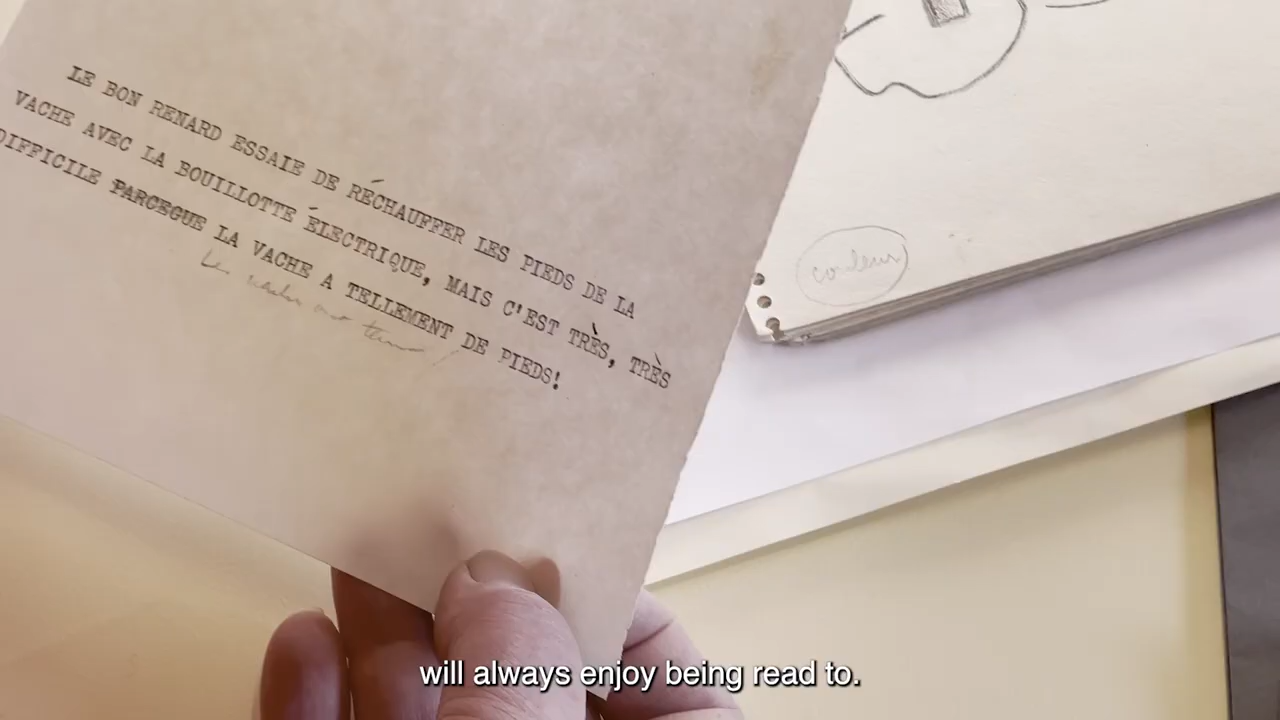 LE BON RENARD ESSAIE DE RÉCHAUFFER LES PIEDS DE LA
VACHE AVEC LA BOUILLOTTE ÉLECTRIQUE, MAIS C'EST TRÈS, TRÈS
DIFFICILE PARCEGUE LA VACHE A TELLEMENT DE PIEDS!
couleur
will always enjoy being read to.